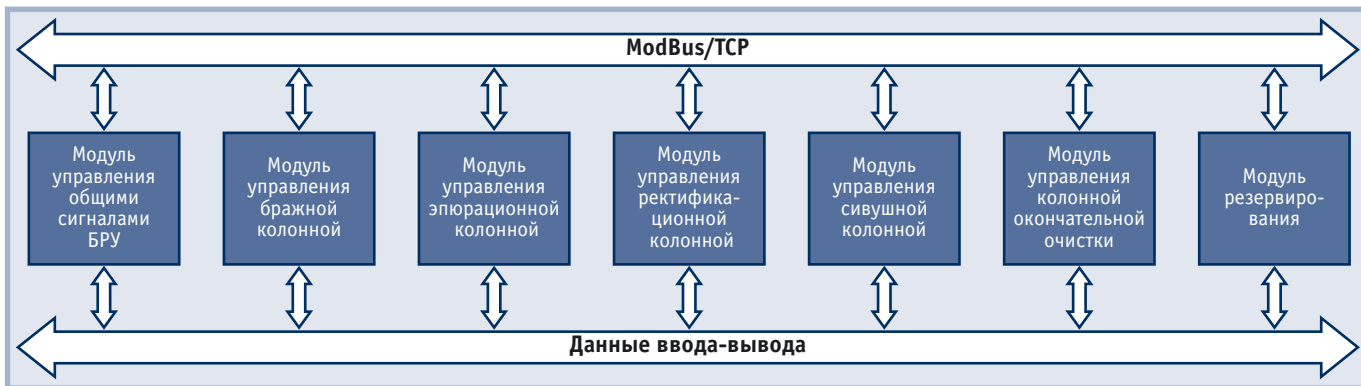 ModBus/TCP
Модуль
управления
общими
сигналами
БРУ
Модуль
управления
бражной
колонной
Модуль
управления
эпюрационной
колонной
Модуль
управления
ректифика-
ционной
колонной
Модуль
управления
сивушной
колонной
Модуль
управления
колонной
окончательной
очистки
Модуль
резервиро-
вания
Данные ввода-вывода